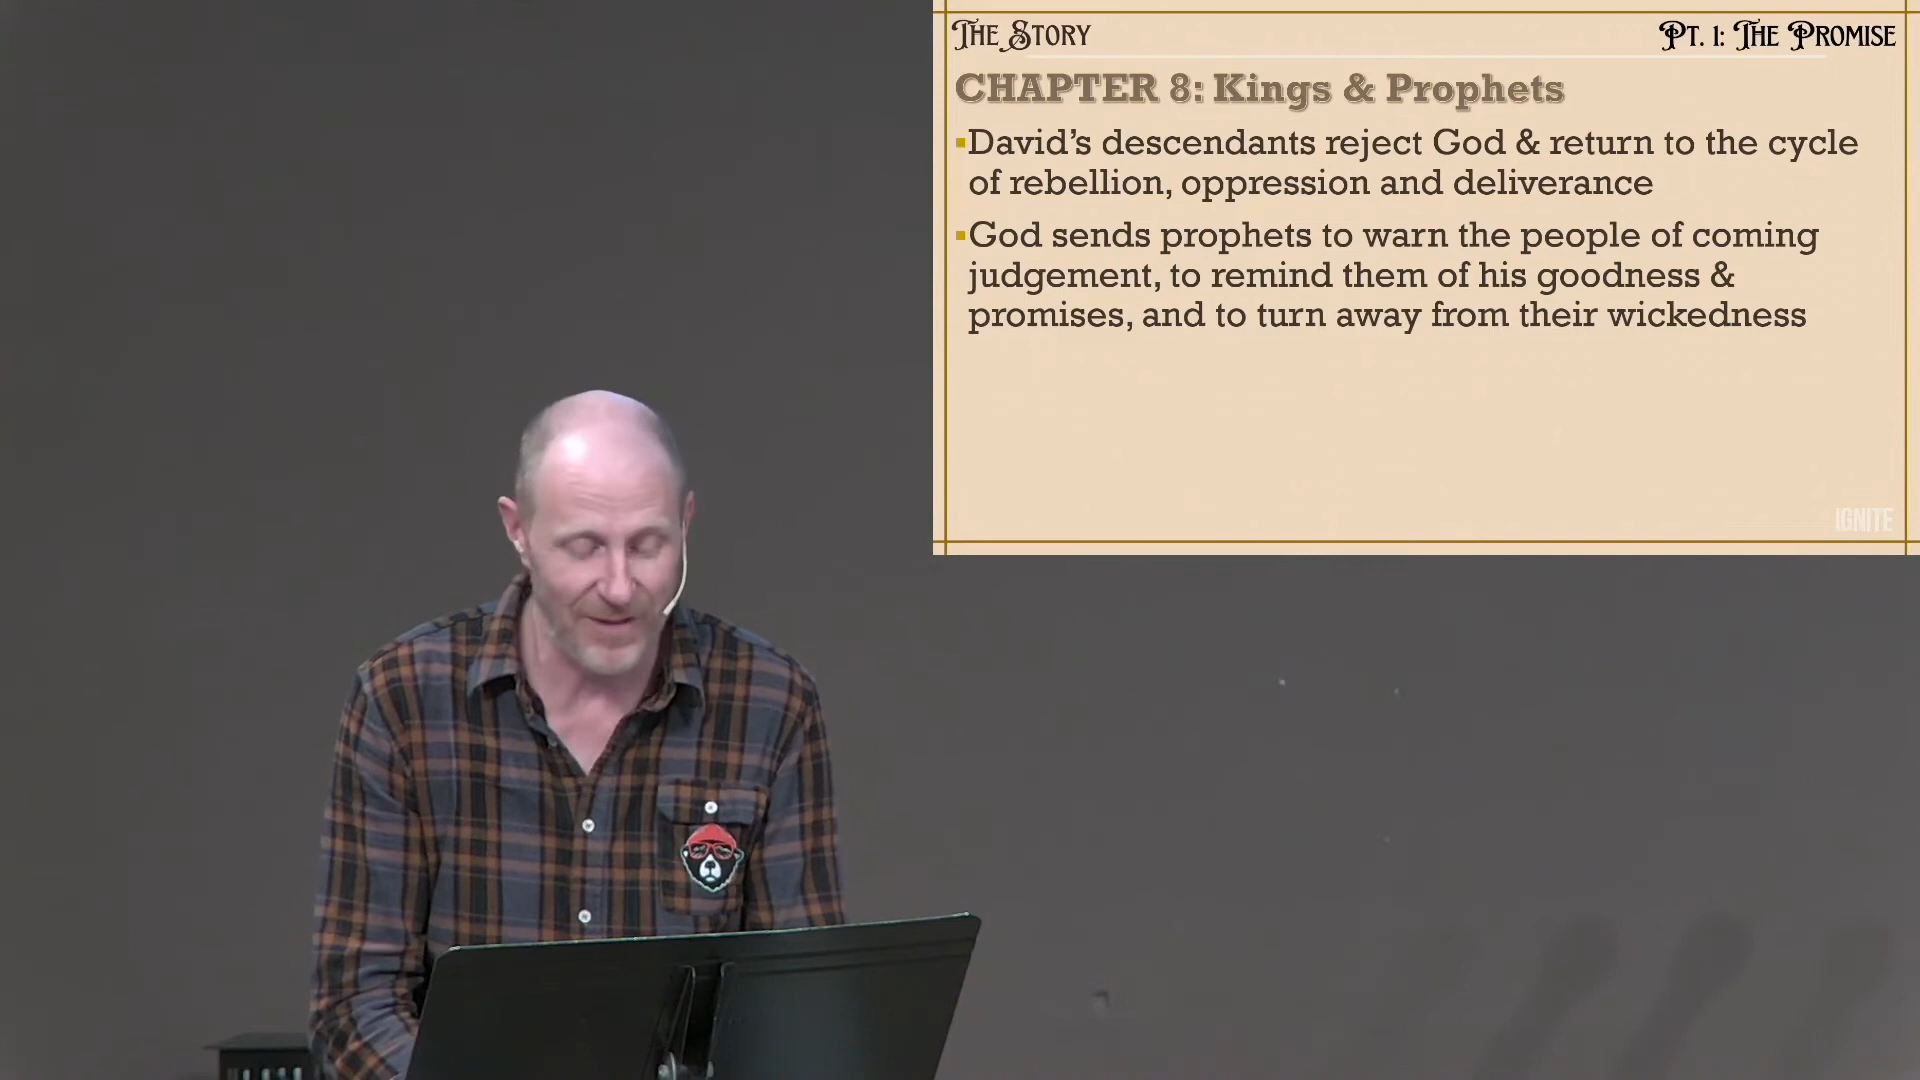 The Story
Pt. 1: The Promise
CHAPTER 8: Kings & Prophets
▪David’s descendants reject God & return to the cycle
of rebellion, oppression and deliverance
▪God sends prophets to warn the people of coming
judgement, to remind them of his goodness &
promises, and to turn away from their wickedness
IGNITE